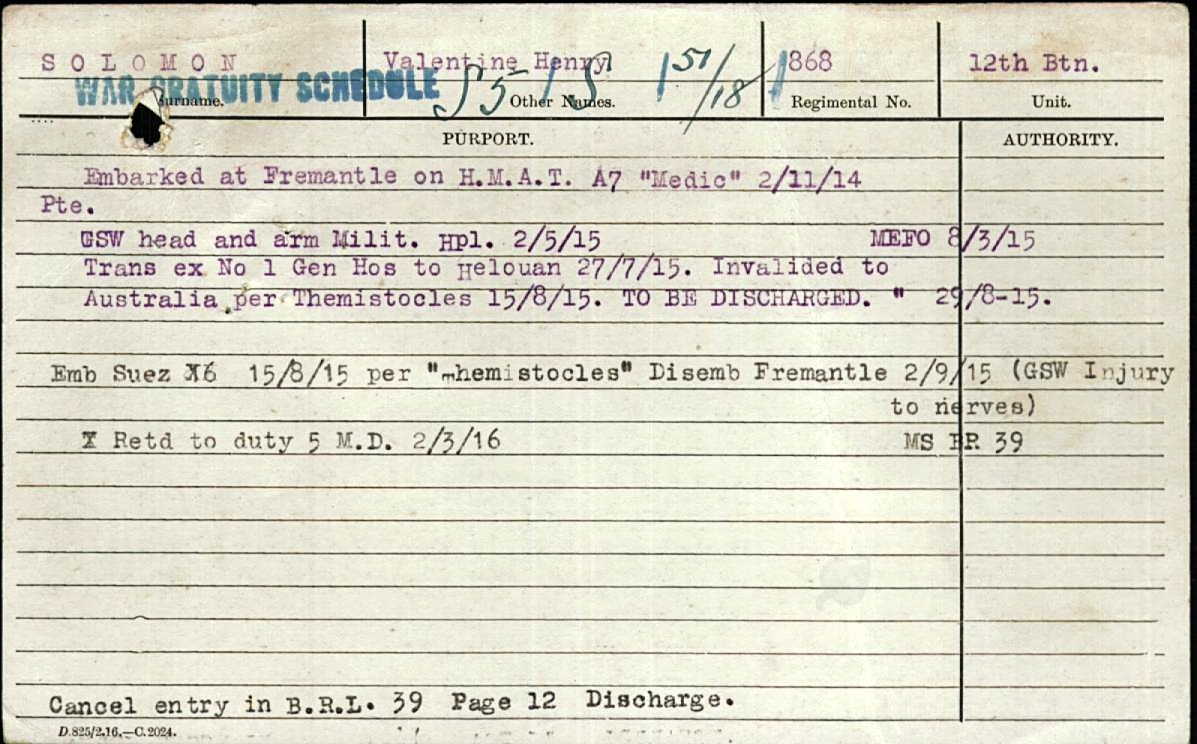 SOLOMON Valentine Henry 868 12th Btn.
WAR GRATUITY SCHEDULE
Surname. Other Names. Regimental No. Unit.
PURPORT. AUTHORITY.
Embarked at Fremantle on H.M.A.T. A7 "Medic" 2/11/14
Pte.
GSW head and arm Milit. Hpl. 2/5/15 MEFO 8/3/15
Trans ex No 1 Gen Hos to Helouan 27/7/15. Invalided to
Australia per Themistocles 15/8/15. TO BE DISCHARGED. " 29/8-15.
Emb Suez X6 15/8/15 per "Themistocles" Disemb Fremantle 2/9/15 (GSW Injury
to nerves)
X Retd to duty 5 M.D. 2/3/16 MS BR 39
Cancel entry in B.R.L. 39 Page 12 Discharge.
D.825/2.16.—C.2024.